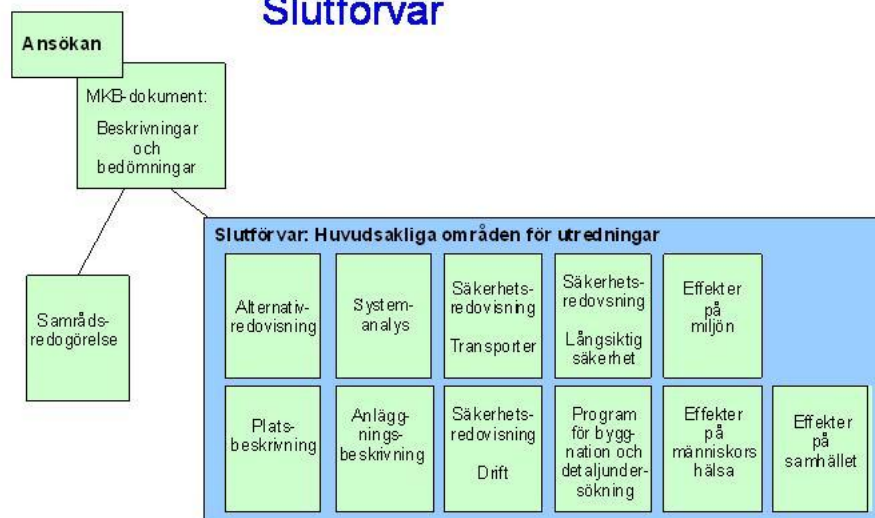 Slutförvar
Ansökan
MKB-dokument:
Beskrivningar
och
bedömningar
Samråds-
redogörelse
Slutförvar: Huvudsakliga områden för utredningar
Alternativ-
redovisning
System-
analys
Säkerhets-
redovisning
Transporter
Säkerhets-
redovsning
Långsiktig
säkerhet
Effekter
på
miljön
Plats-
beskrivning
Anlägg-
nings-
beskrivning
Säkerhets-
redovisning
Drift
Program
för bygg-
nation och
detaljunder-
sökning
Effekter
på
människors
hälsa
Effekter
på
samhället